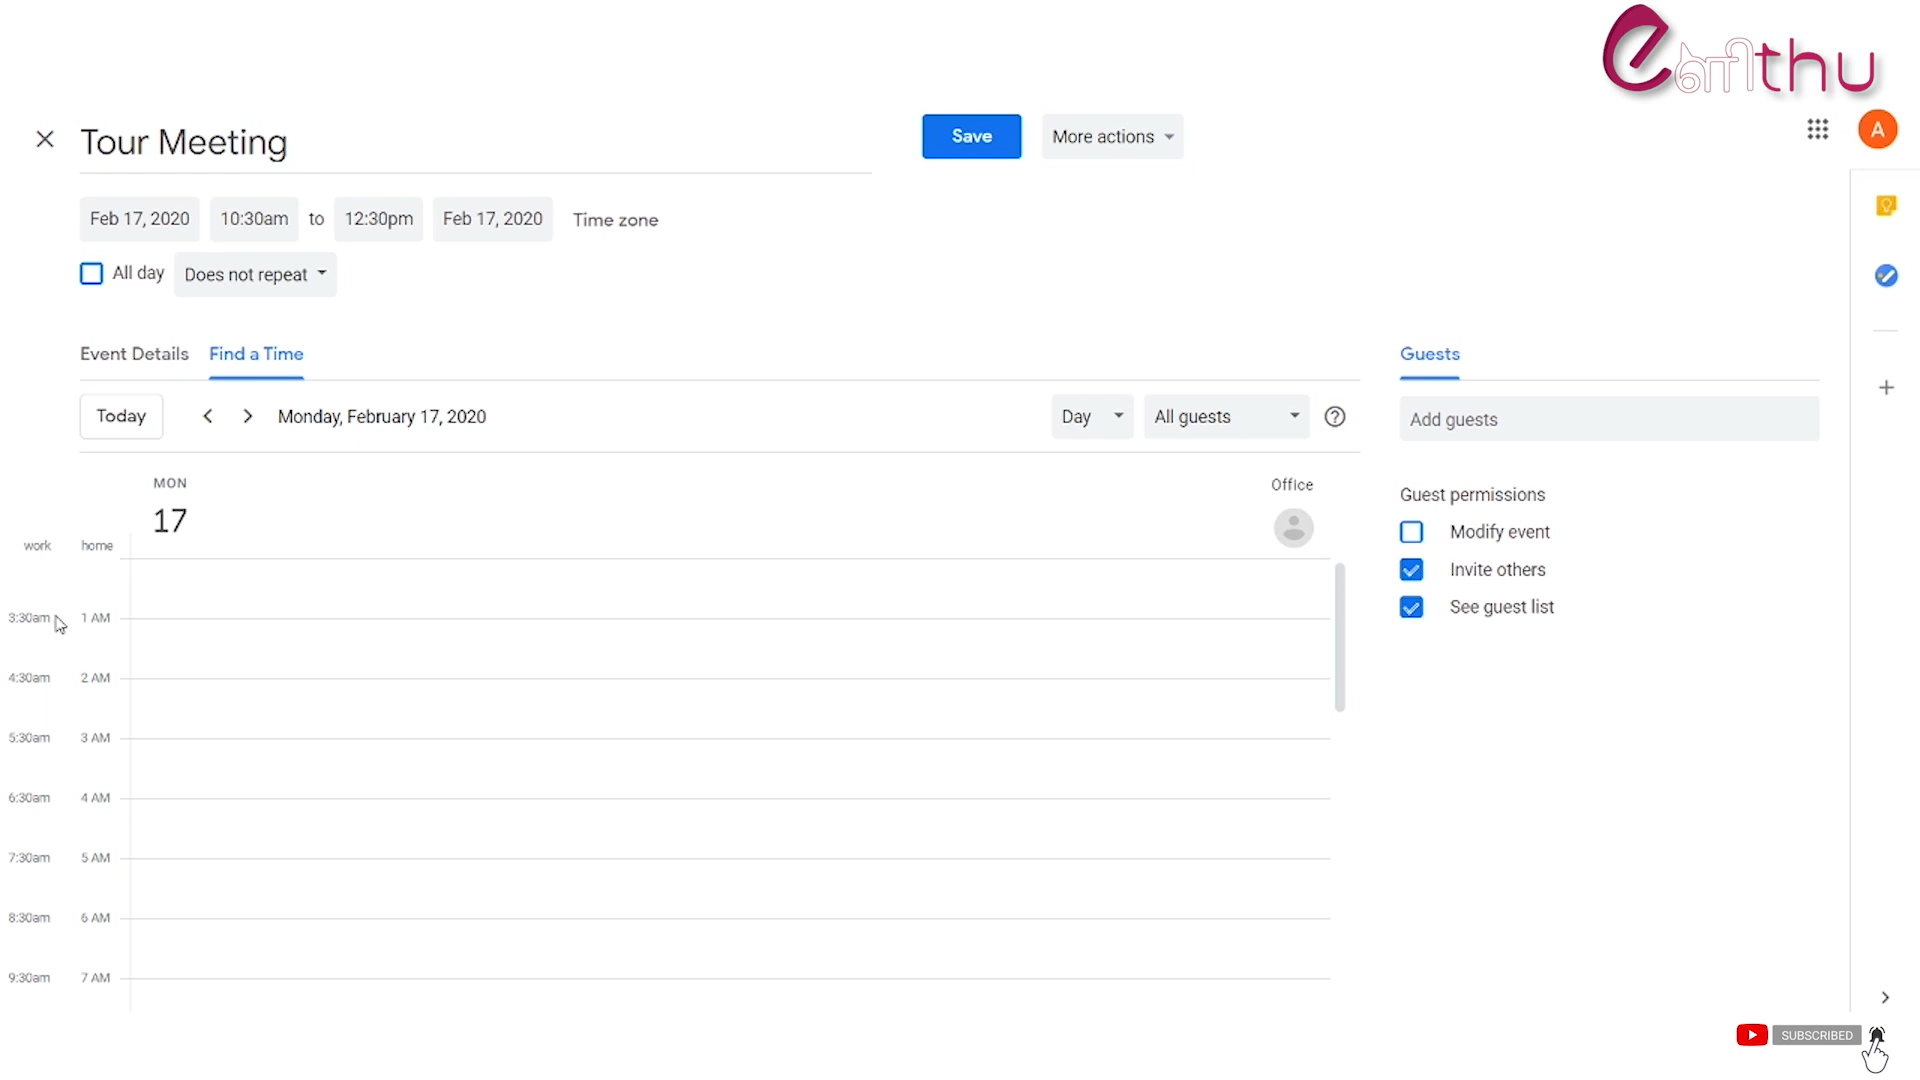 eளிthu
Tour Meeting
Save
More actions
A
Feb 17, 2020
10:30am
to
12:30pm
Feb 17, 2020
Time zone
All day
Does not repeat
Event Details
Find a Time
Guests
Today
Monday, February 17, 2020
Day
All guests
Add guests
MON
17
Office
work
home
Guest permissions
Modify event
Invite others
See guest list
3:30am
1 AM
4:30am
2 AM
5:30am
3 AM
6:30am
4 AM
7:30am
5 AM
8:30am
6 AM
9:30am
7 AM
SUBSCRIBED